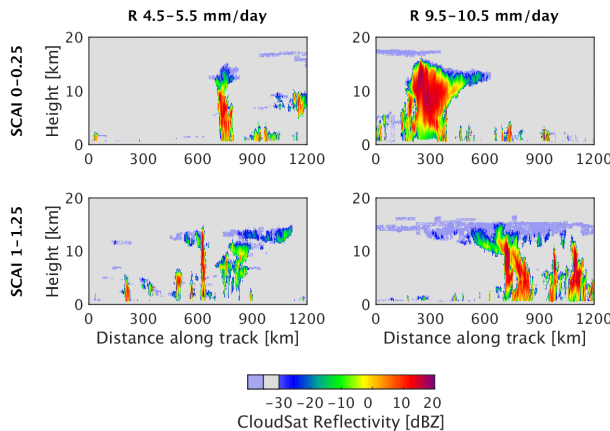 R 4.5–5.5 mm/day
R 9.5–10.5 mm/day
SCAI 0–0.25
Height [km]
20
10
0
0 300 600 900 1200
20
10
0
0 300 600 900 1200
SCAI 1–1.25
Height [km]
20
10
0
0 300 600 900 1200
Distance along track [km]
20
10
0
0 300 600 900 1200
Distance along track [km]
-30 -20 -10 0 10 20
CloudSat Reflectivity [dBZ]